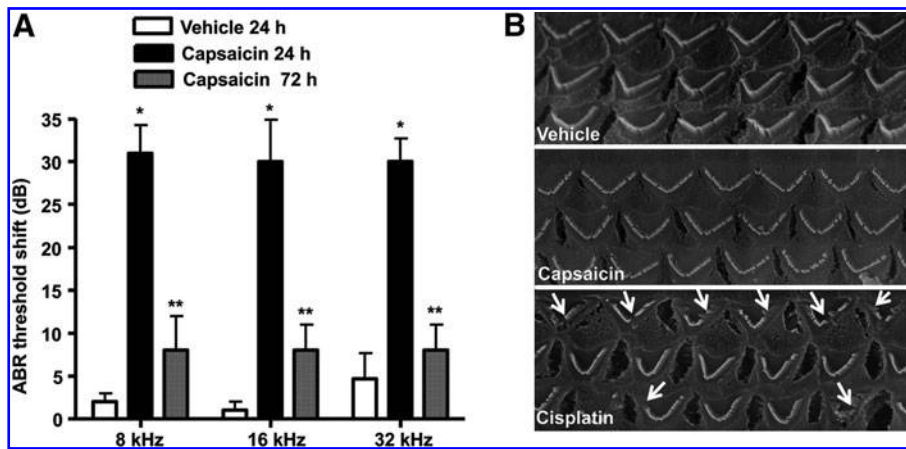 A
Vehicle 24 h
Capsaicin 24 h
Capsaicin 72 h
ABR threshold shift (dB)
35
30
25
20
15
10
5
0
*
*
*
**
**
**
8 kHz
16 kHz
32 kHz
B
Vehicle
Capsaicin
Cisplatin